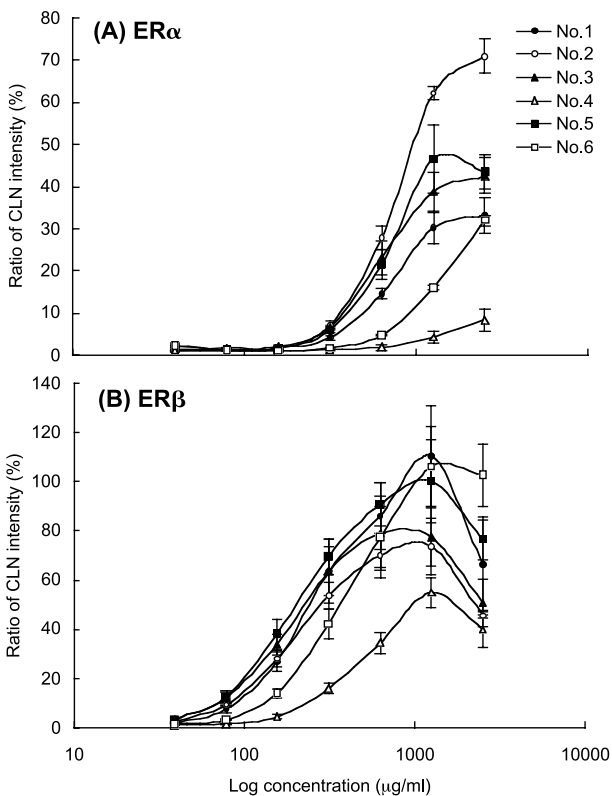 (A) ERα
80
70
60
50
40
30
20
10
0
Ratio of CLN intensity (%)
No.1
No.2
No.3
No.4
No.5
No.6
(B) ERβ
140
120
100
80
60
40
20
0
Ratio of CLN intensity (%)
10
100
1000
10000
Log concentration (μg/ml)